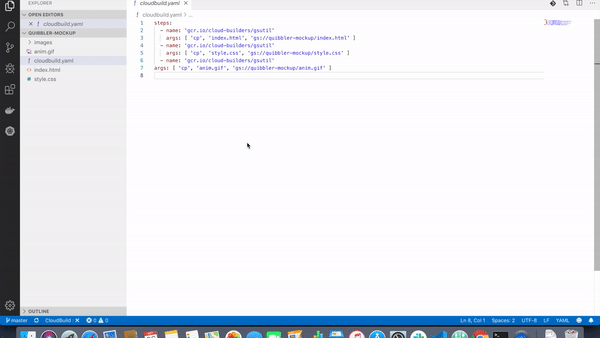 EXPLORER
OPEN EDITORS
cloudbuild.yaml
QUIBBLER-MOCKUP
images
anim.gif
cloudbuild.yaml
index.html
style.css
OUTLINE
cloudbuild.yaml
cloudbuild.yaml > ...
1 steps:
2 - name: 'gcr.io/cloud-builders/gsutil'
3 args: [ "cp", "index.html", "gs://quibbler-mockup/index.html" ]
4 - name: 'gcr.io/cloud-builders/gsutil'
5 args: [ "cp", "style.css", "gs://quibbler-mockup/style.css" ]
6 - name: 'gcr.io/cloud-builders/gsutil'
7 args: [ "cp", "anim.gif", "gs://quibbler-mockup/anim.gif" ]
8
master CloudBuild 0 0 Ln 8, Col 1 Spaces: 2 UTF-8 LF YAML